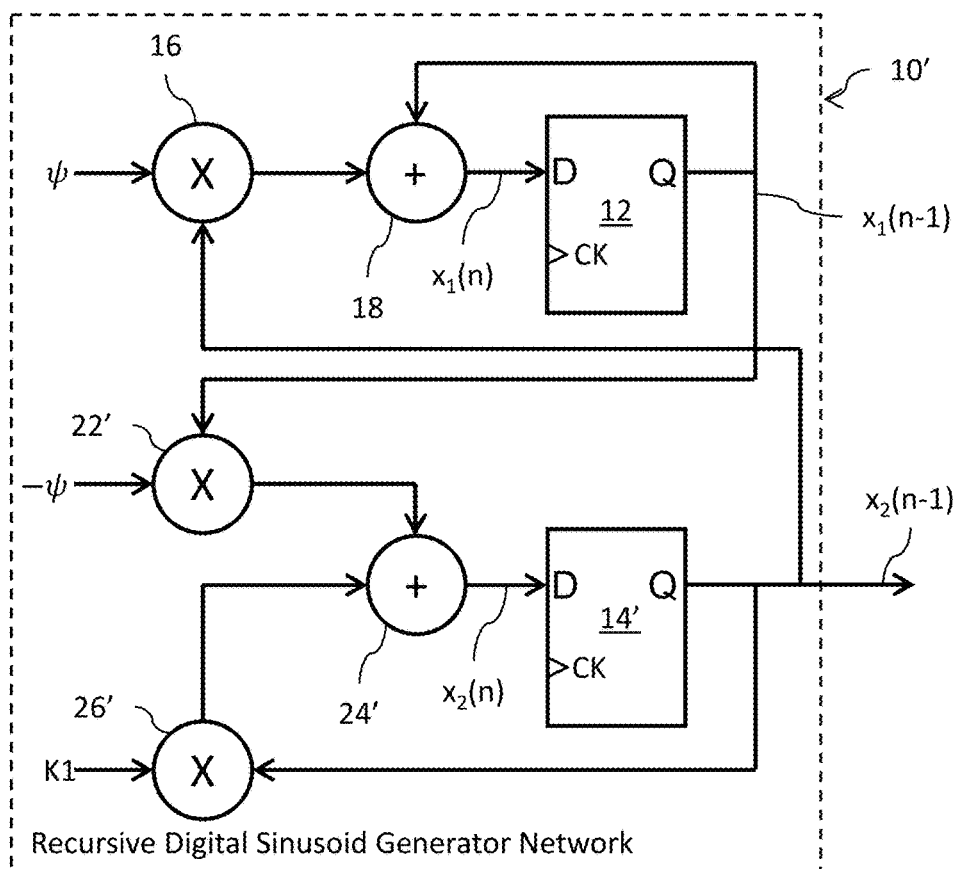 16
10'
ψ
X
+
D
Q
12
CK
x₁(n-1)
x₁(n)
18
22'
−ψ
X
x₂(n-1)
+
D
Q
14'
CK
x₂(n)
24'
26'
K1
X
Recursive Digital Sinusoid Generator Network